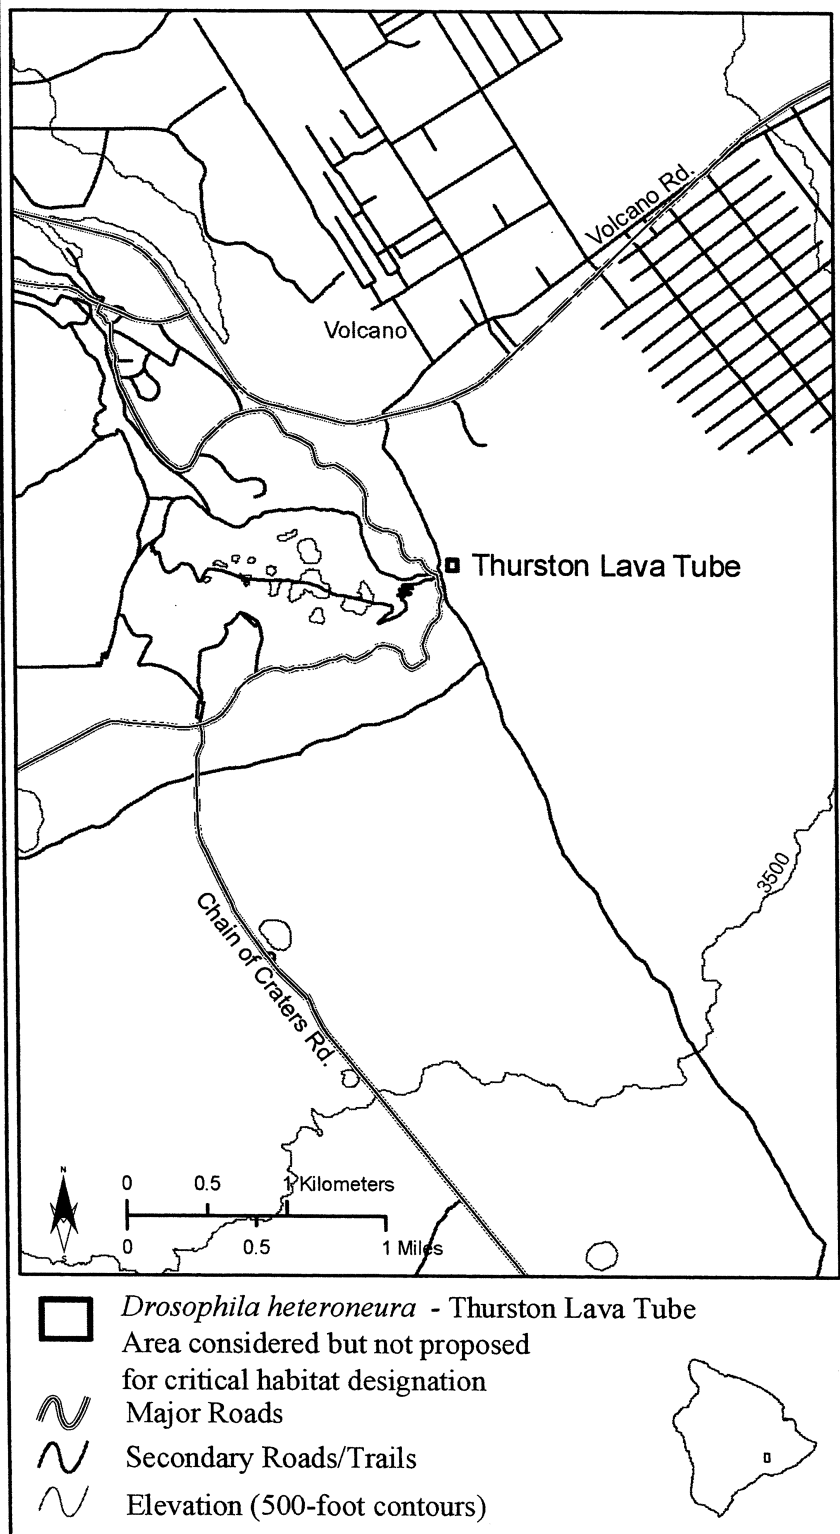 Volcano Rd.
Volcano
Thurston Lava Tube
3500
Chain of Craters Rd.
N
S
0 0.5 1 Kilometers
0 0.5 1 Miles
Drosophila heteroneura - Thurston Lava Tube
Area considered but not proposed
for critical habitat designation
Major Roads
Secondary Roads/Trails
Elevation (500-foot contours)